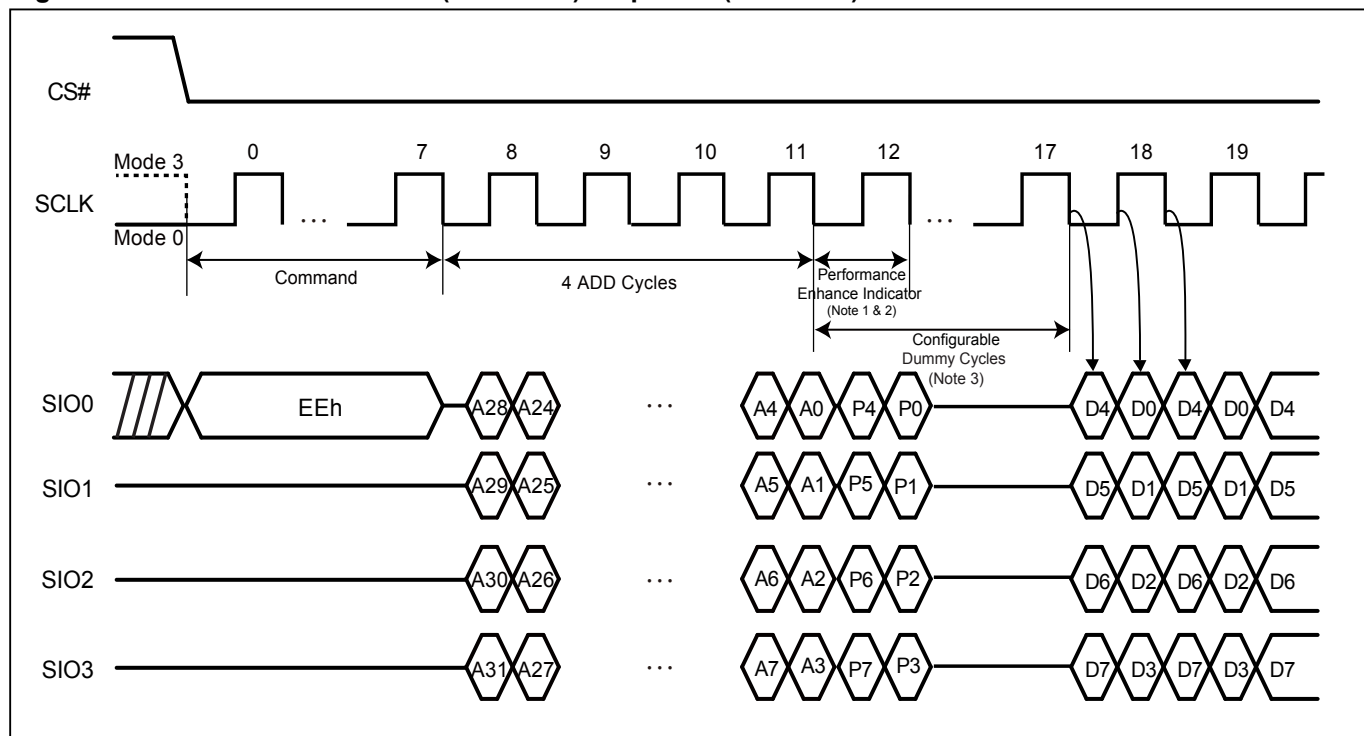 CS#
Mode 3
0 7 8 9 10 11 12 17 18 19
SCLK
... ...
Mode 0
Command
4 ADD Cycles
Performance
Enhance Indicator
(Note 1 & 2)
Configurable
Dummy Cycles
(Note 3)
SIO0 EEh A28 A24 ... A4 A0 P4 P0 D4 D0 D4 D0 D4
SIO1 A29 A25 ... A5 A1 P5 P1 D5 D1 D5 D1 D5
SIO2 A30 A26 ... A6 A2 P6 P2 D6 D2 D6 D2 D6
SIO3 A31 A27 ... A7 A3 P7 P3 D7 D3 D7 D3 D7